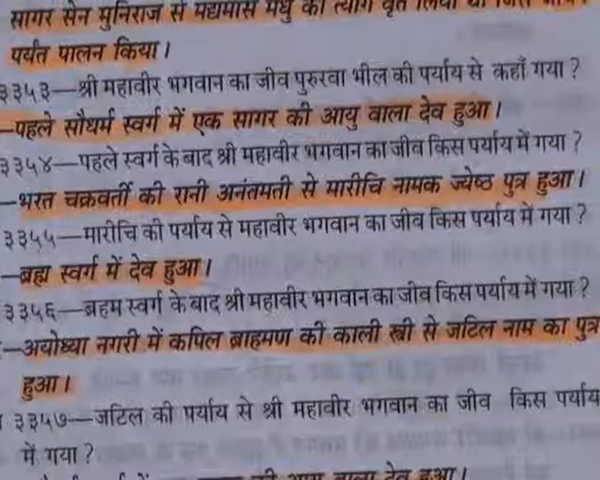 सागर सेन मुनिराज से मद्यमांस मधु का त्याग वृत लिया था जिसे
पर्यंत पालन किया।
३३५३—श्री महावीर भगवान का जीव पुरुरवा भील की पर्याय से कहाँ गया ?
—पहले सौधर्म स्वर्ग में एक सागर की आयु वाला देव हुआ।
३३५४—पहले स्वर्ग के बाद श्री महावीर भगवान का जीव किस पर्याय में गया ?
—भरत चक्रवर्ती की रानी अनंतमती से मारीचि नामक ज्येष्ठ पुत्र हुआ।
३३५५—मारीचि की पर्याय से महावीर भगवान का जीव किस पर्याय में गया ?
—ब्रह्म स्वर्ग में देव हुआ।
३३५६—ब्रहम स्वर्ग के बाद श्री महावीर भगवान का जीव किस पर्याय में गया ?
—अयोध्या नगरी में कपिल ब्राहमण की काली स्त्री से जटिल नाम का पुत्र
हुआ।
३३५७—जटिल की पर्याय से श्री महावीर भगवान का जीव किस पर्याय
में गया ?
की आयु वाला देव हुआ।